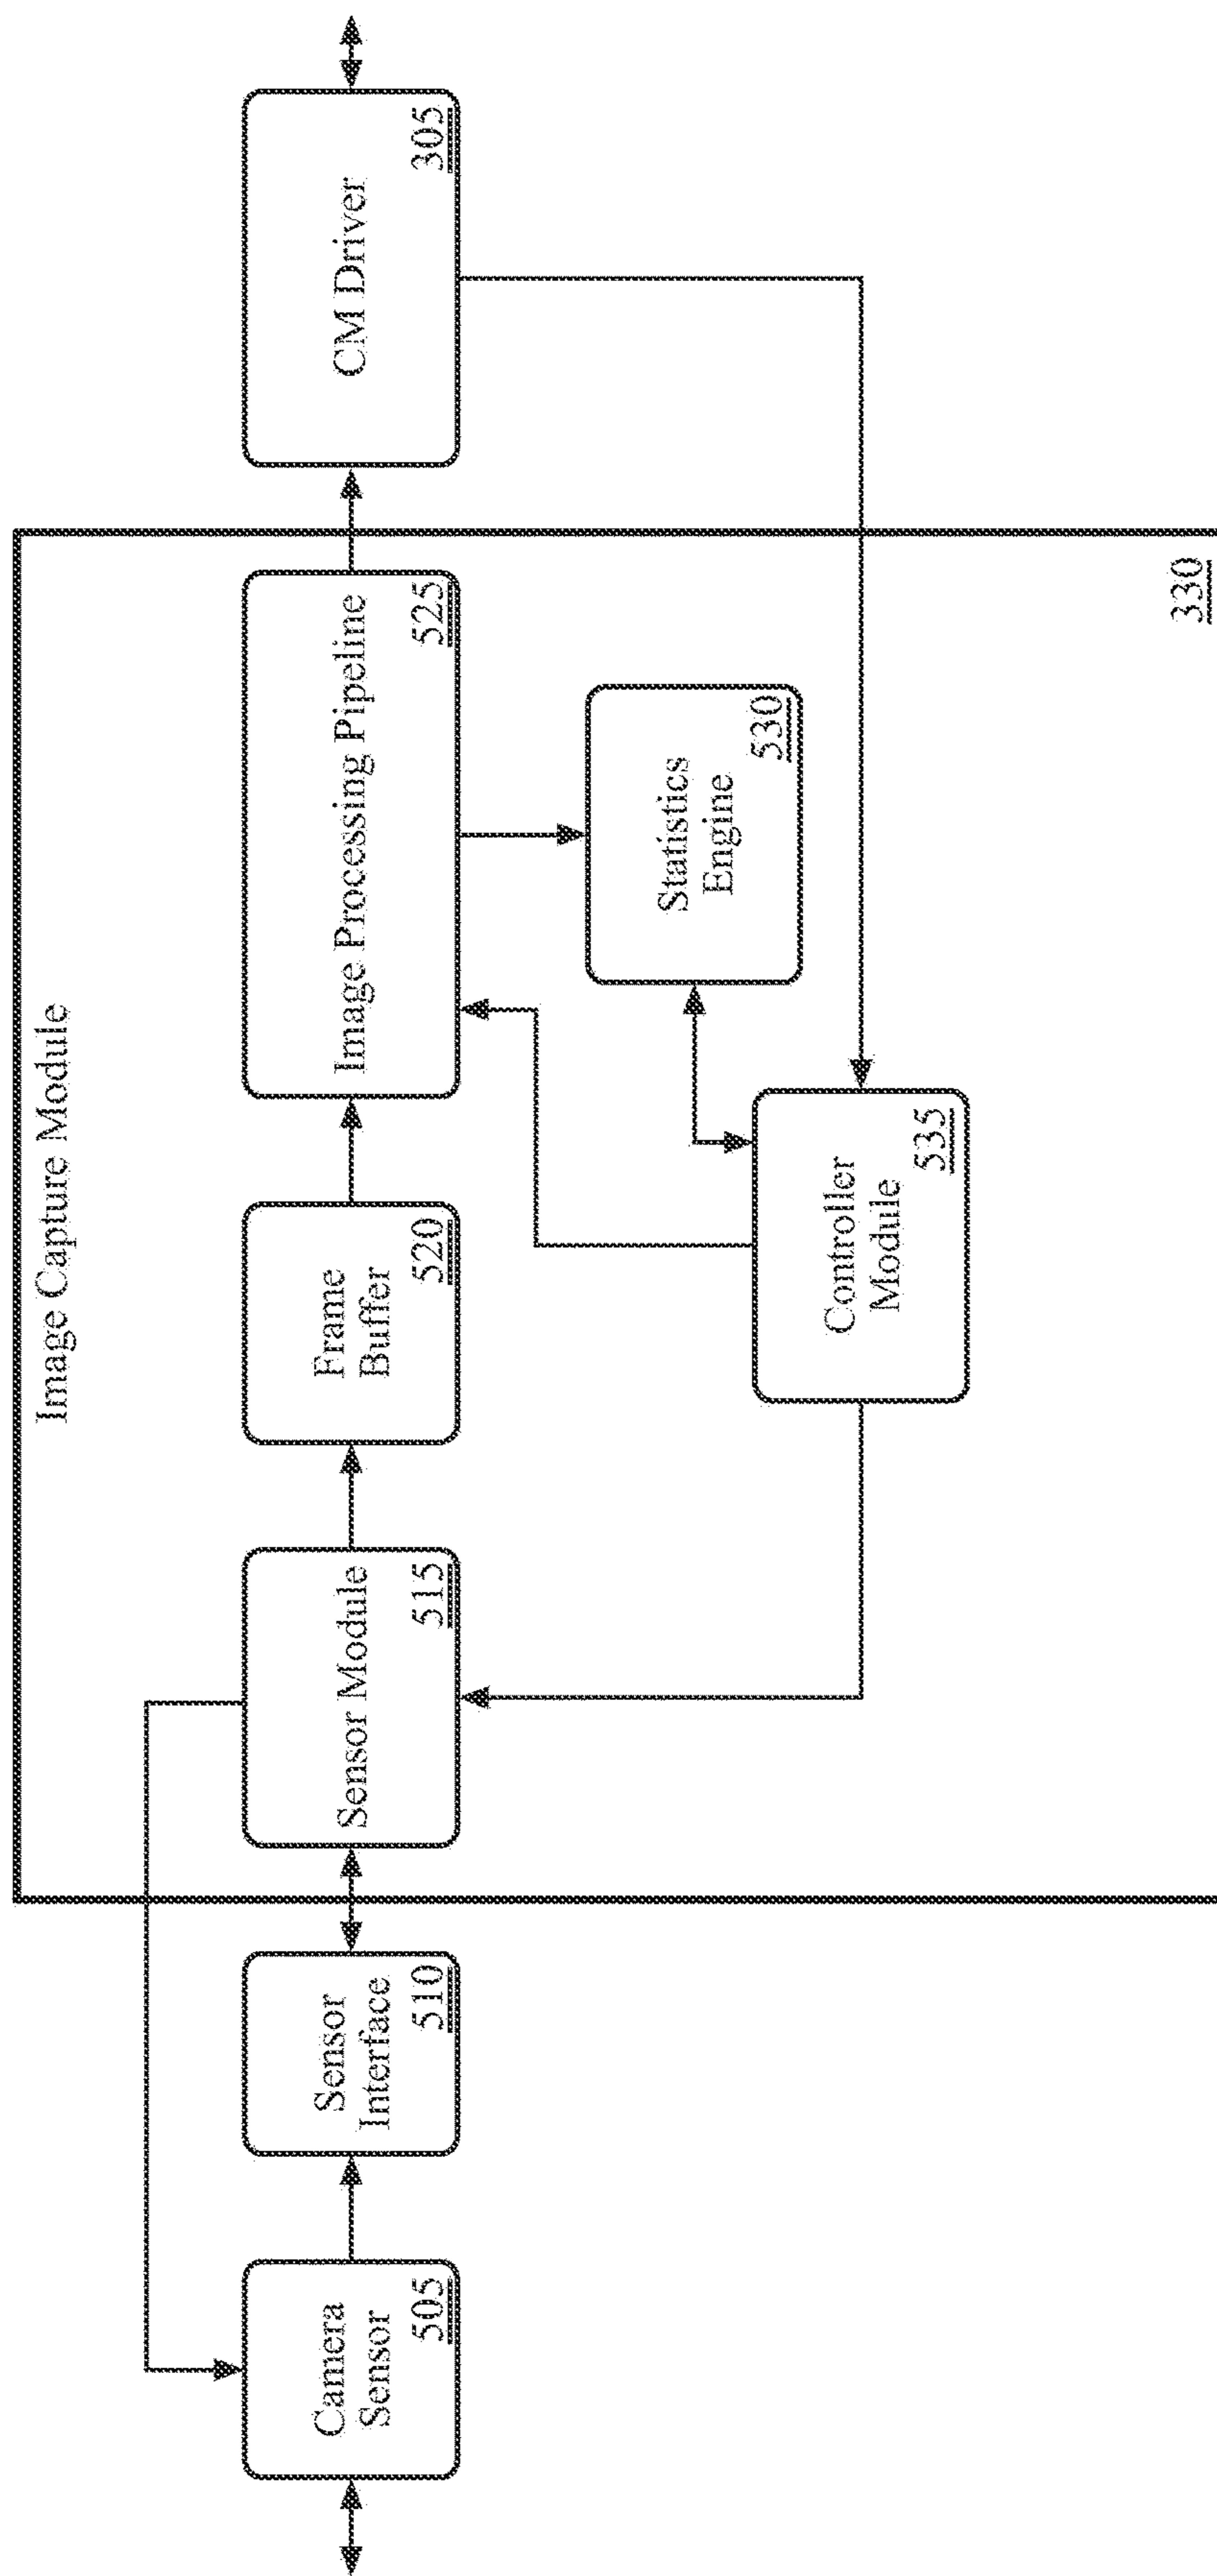 Image Capture Module
Camera
Sensor
505
Sensor
Interface
510
Sensor Module
515
Frame
Buffer
520
Image Processing Pipeline
525
CM Driver
305
Statistics
Engine
530
Controller
Module
535
330